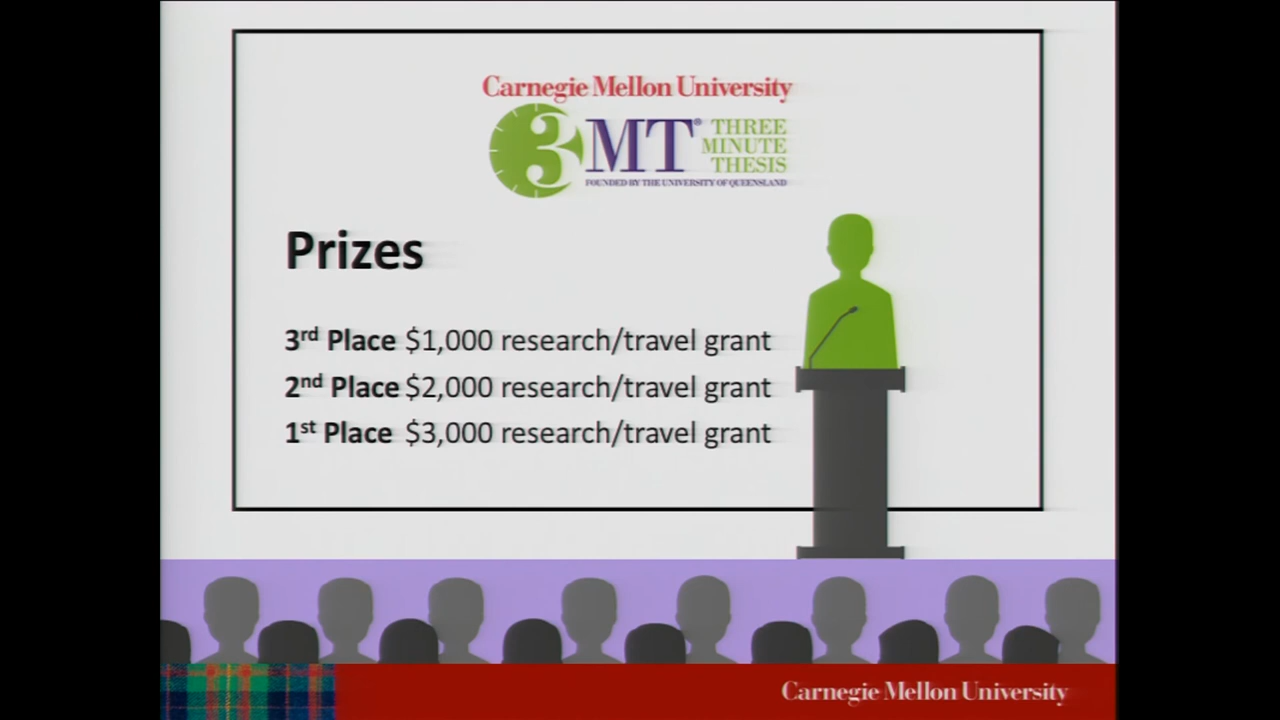 Carnegie Mellon University
3MT® THREE
MINUTE
THESIS
FOUNDED BY THE UNIVERSITY OF QUEENSLAND
Prizes
3rd Place $1,000 research/travel grant
2nd Place $2,000 research/travel grant
1st Place $3,000 research/travel grant
Carnegie Mellon University